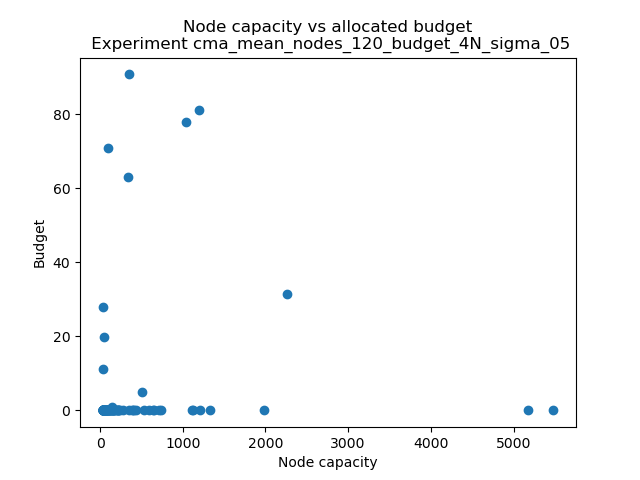 Node capacity vs allocated budget
Experiment cma_mean_nodes_120_budget_4N_sigma_05
80
60
40
20
0
Budget
0 1000 2000 3000 4000 5000
Node capacity